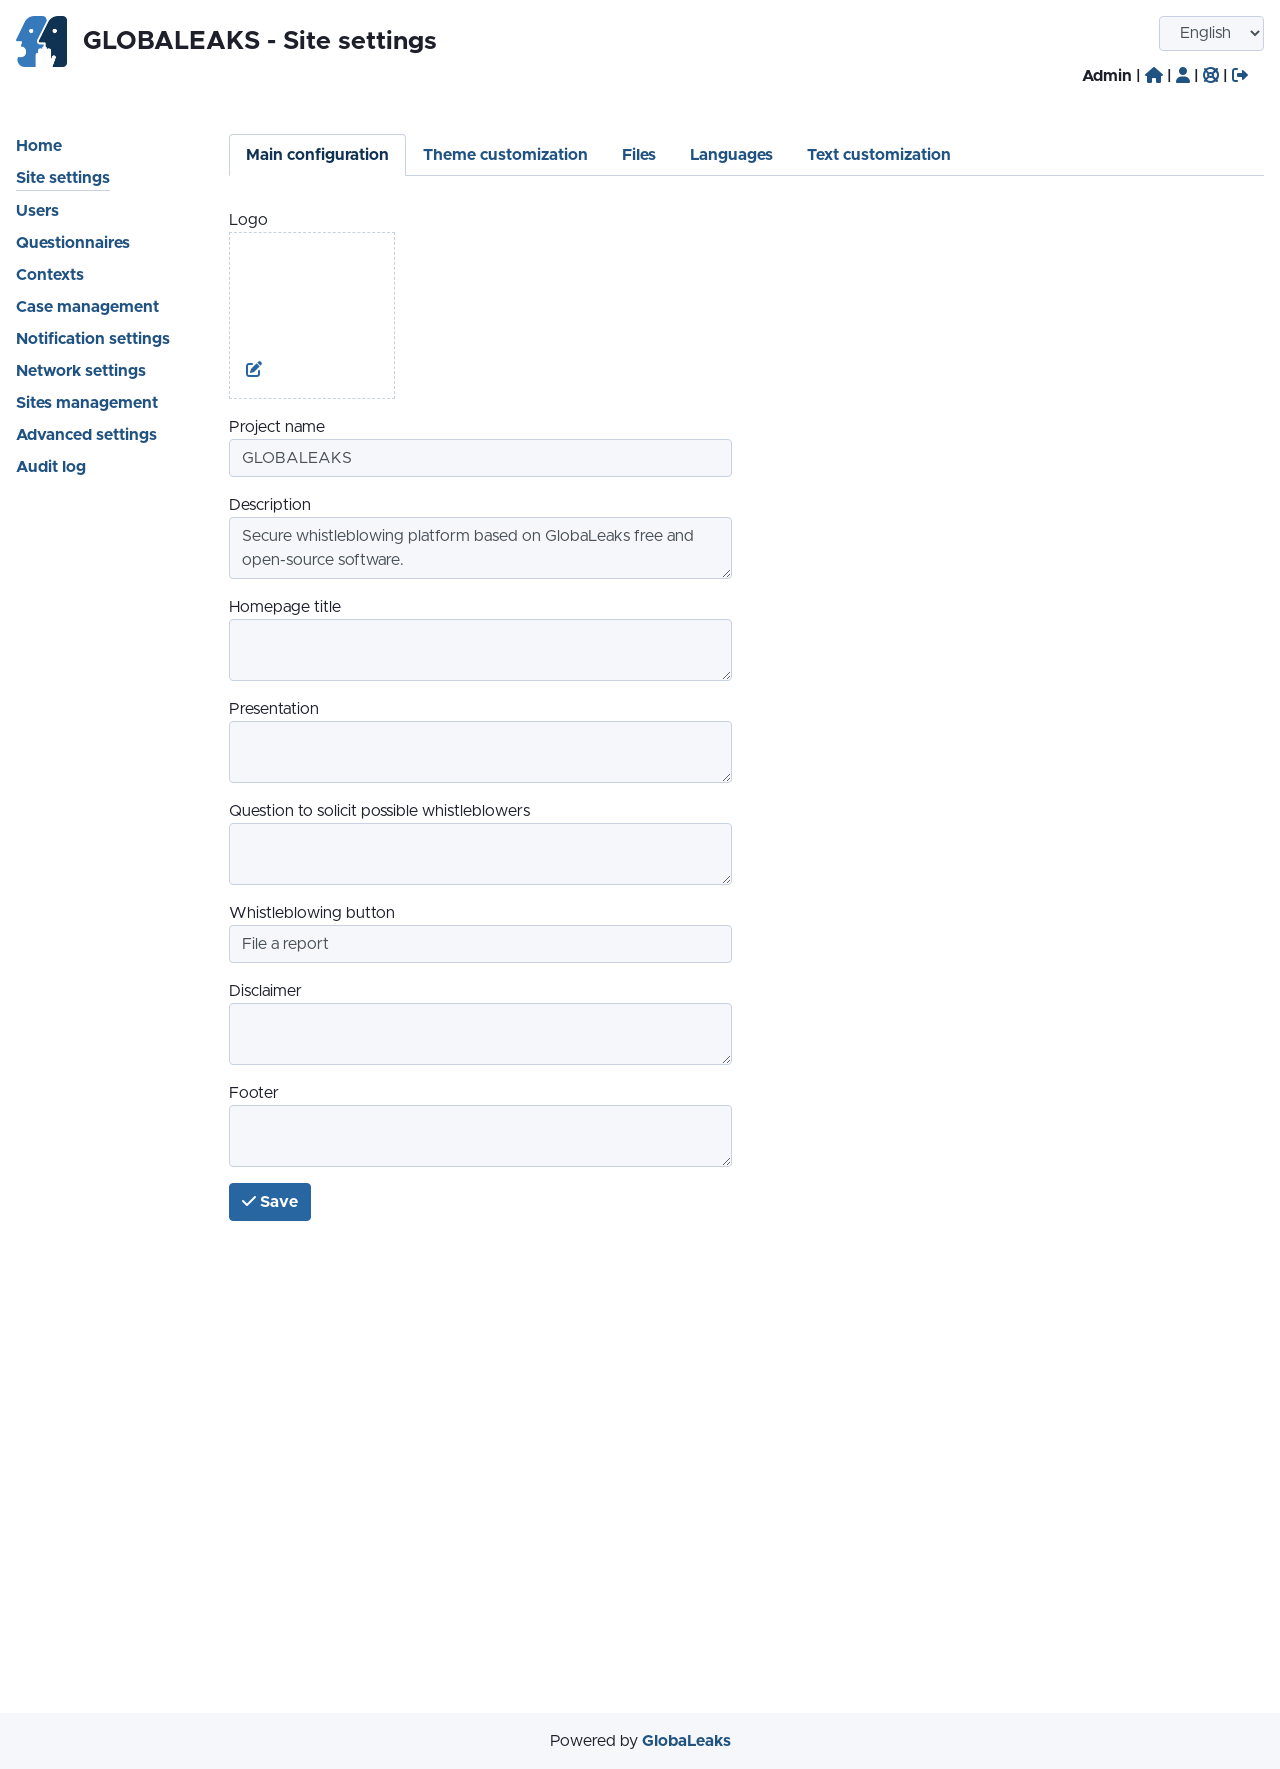 GLOBALEAKS - Site settings
English
Admin | | | |
Home
Site settings
Users
Questionnaires
Contexts
Case management
Notification settings
Network settings
Sites management
Advanced settings
Audit log
Main configuration
Theme customization
Files
Languages
Text customization
Logo
Project name
GLOBALEAKS
Description
Secure whistleblowing platform based on GlobaLeaks free and
open-source software.
Homepage title
Presentation
Question to solicit possible whistleblowers
Whistleblowing button
File a report
Disclaimer
Footer
Save
Powered by GlobaLeaks